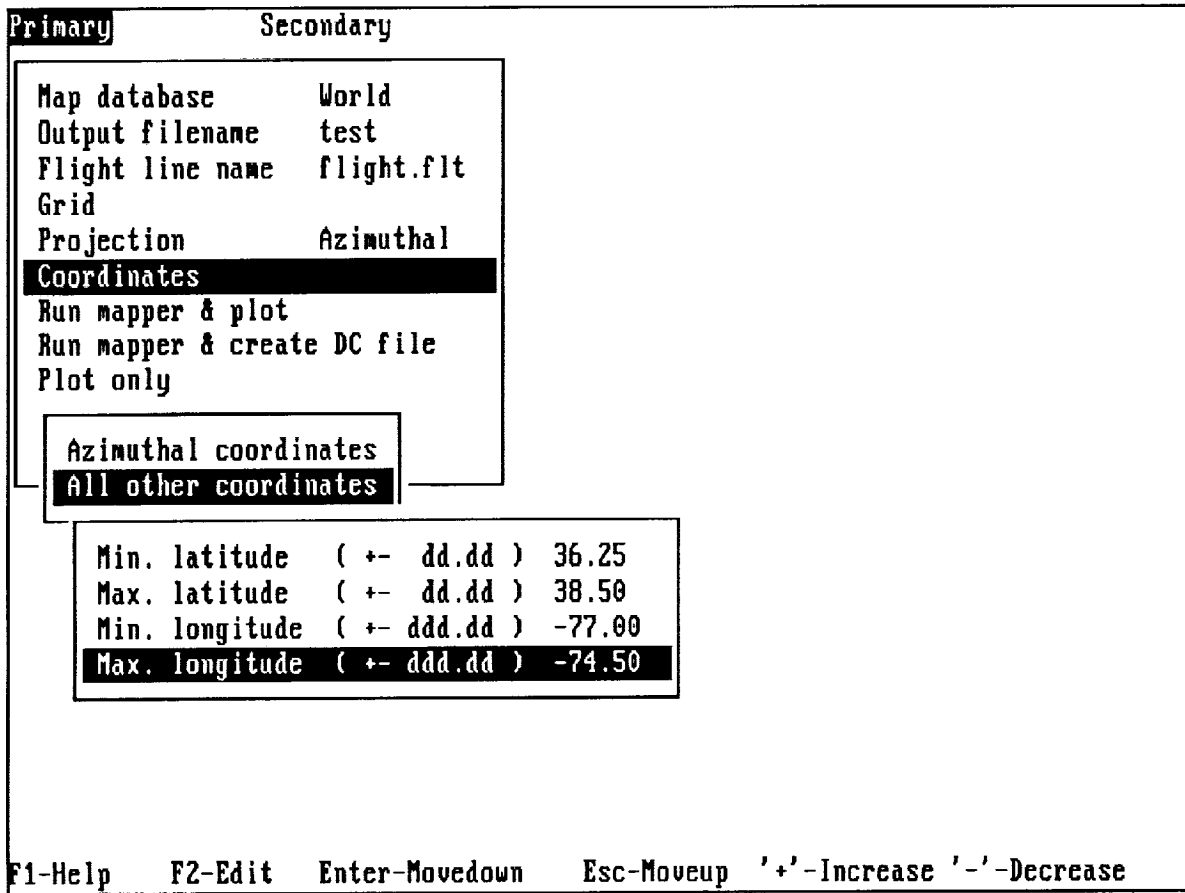 Primary Secondary
Map database World
Output filename test
Flight line name flight.flt
Grid
Projection Azimuthal
Coordinates
Run mapper & plot
Run mapper & create DC file
Plot only
Azimuthal coordinates
All other coordinates
Min. latitude ( +- dd.dd ) 36.25
Max. latitude ( +- dd.dd ) 38.50
Min. longitude ( +- ddd.dd ) -77.00
Max. longitude ( +- ddd.dd ) -74.50
F1-Help F2-Edit Enter-Movedown Esc-Moveup '+'-Increase '-'-Decrease